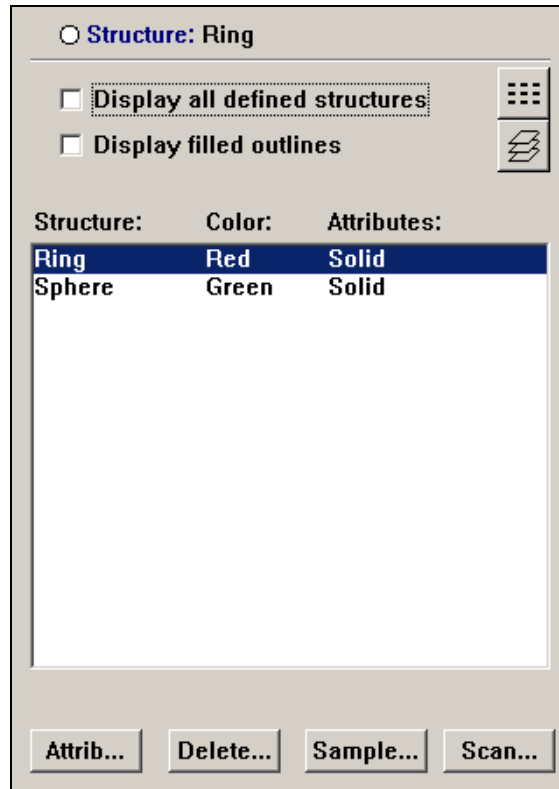 Structure: Ring
Display all defined structures
Display filled outlines
Structure: Color: Attributes:
Ring Red Solid
Sphere Green Solid
Attrib... Delete... Sample... Scan...